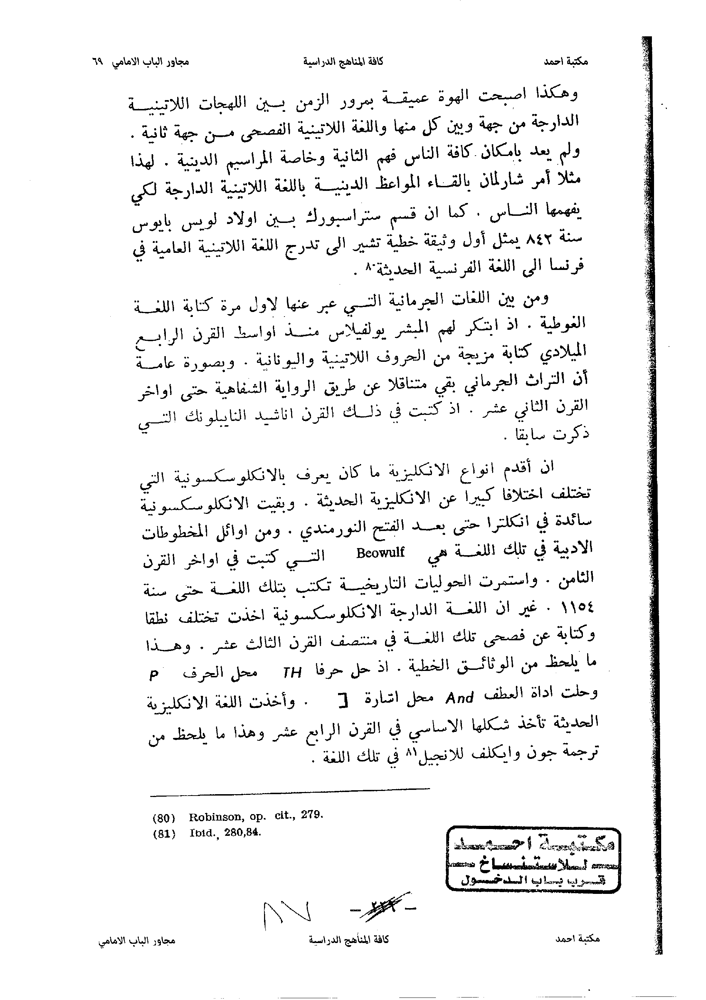 مكتبة احمد كافة المناهج الدراسية مجاور الباب الامامي ٦٩
وهكذا اصبحت الهوة عميقة بمرور الزمن بين اللهجات اللاتينية
الدارجة من جهة وبين كل منها واللغة اللاتينية الفصحى من جهة ثانية .
ولم يعد بامكان كافة الناس فهم الثانية وخاصة المراسيم الدينية . لهذا
مثلا أمر شارلمان بالقاء المواعظ الدينية باللغة اللاتينية الدارجة لكي
يفهمها الناس . كما ان قسم ستراسبورك بين اولاد لويس بايوس
سنة ٨٤٢ يمثل أول وثيقة خطية تشير الى تدرج اللغة اللاتينية العامية في
فرنسا الى اللغة الفرنسية الحديثة٨٠ .
ومن بين اللغات الجرمانية التي عبر عنها لاول مرة كتابة اللغة
الغوطية . اذ ابتكر لهم المبشر يولفيلاس منذ اواسط القرن الرابع
الميلادي كتابة مزيجة من الحروف اللاتينية واليونانية . وبصورة عامة
أن التراث الجرماني بقي متناقلا عن طريق الرواية الشفاهية حتى اواخر
القرن الثاني عشر . اذ كتبت في ذلك القرن اناشيد النايبلونك التي
ذكرت سابقا .
ان أقدم انواع الانكليزية ما كان يعرف بالانكلوسكسونية التي
تختلف اختلافا كبيرا عن الانكليزية الحديثة . وبقيت الانكلوسكسونية
سائدة في انكلترا حتى بعد الفتح النورمندي . ومن اوائل المخطوطات
الادبية في تلك اللغة هي Beowulf التي كتبت في اواخر القرن
الثامن . واستمرت الحوليات التاريخية تكتب بتلك اللغة حتى سنة
١١٥٤ . غير ان اللغة الدارجة الانكلوسكسونية اخذت تختلف نطقا
وكتابة عن فصحى تلك اللغة في منتصف القرن الثالث عشر . وهذا
ما يلحظ من الوثائق الخطية . اذ حل حرفا TH محل الحرف P
وحلت اداة العطف And محل اشارة ] . وأخذت اللغة الانكليزية
الحديثة تأخذ شكلها الاساسي في القرن الرابع عشر وهذا ما يلحظ من
ترجمة جون وايكلف للانجيل٨١ في تلك اللغة .
(80) Robinson, op. cit., 279.
(81) Ibid., 280,84.
مكتبة احمد
للاستنساخ
قرب باب الدخول
٨٧
مكتبة احمد كافة المناهج الدراسية مجاور الباب الامامي